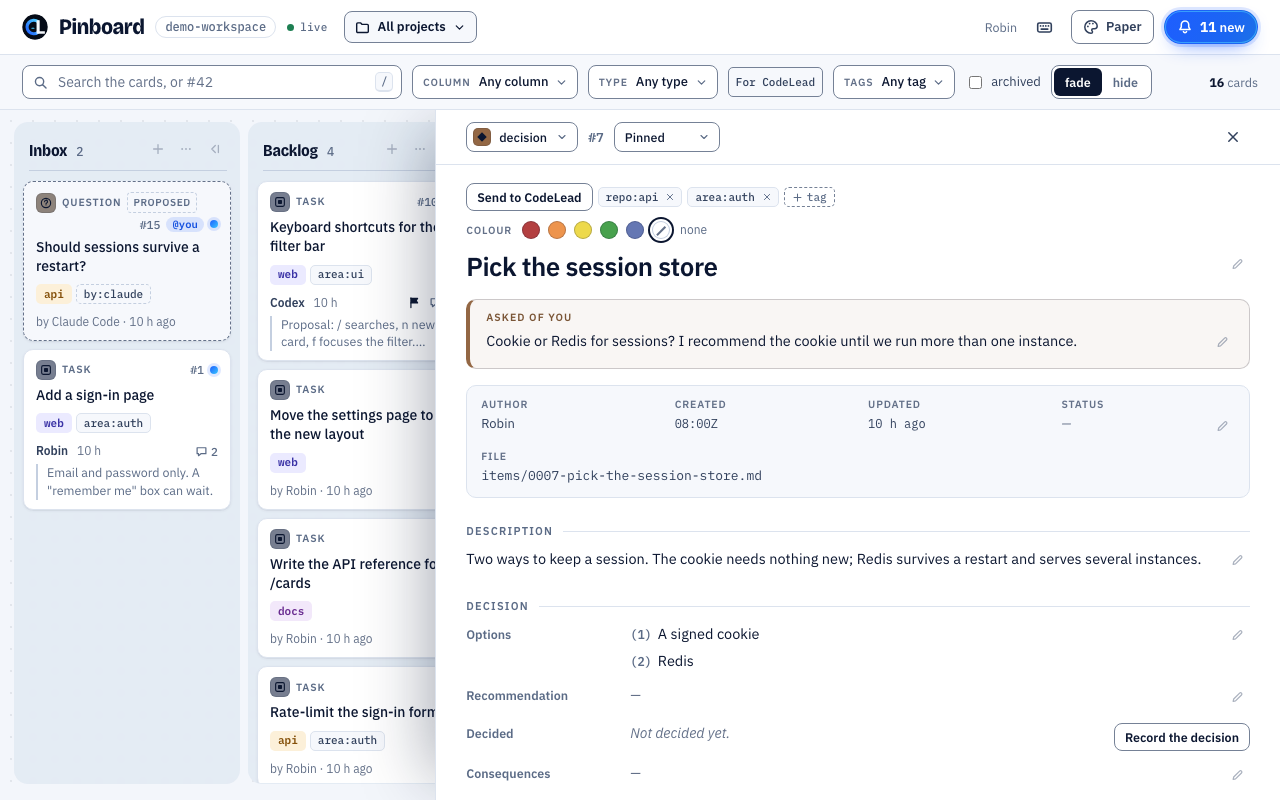 Pinboard demo-workspace live All projects Robin Paper 11 new
Search the cards, or #42 / COLUMN Any column TYPE Any type For CodeLead TAGS Any tag archived fade hide 16 cards
Inbox 2
QUESTION PROPOSED
#15 @you
Should sessions survive a
restart?
api by:claude
by Claude Code · 10 h ago
TASK #1
Add a sign-in page
web area:auth
Robin 10 h 2
Email and password only. A
"remember me" box can wait.
Backlog 4
TASK
Keyboard shortcuts for the
filter bar
web area:ui
Codex 10 h
Proposal: / searches, n new
card, f focuses the filter....
TASK
Move the settings page to
the new layout
web
by Robin · 10 h ago
TASK
Write the API reference
/cards
docs
by Robin · 10 h ago
TASK
Rate-limit the sign-in form
api area:auth
by Robin · 10 h ago
decision #7 Pinned
Send to CodeLead repo:api × area:auth × + tag
COLOUR none
Pick the session store
ASKED OF YOU
Cookie or Redis for sessions? I recommend the cookie until we run more than one instance.
AUTHOR CREATED UPDATED STATUS
Robin 08:00Z 10 h ago —
FILE
items/0007-pick-the-session-store.md
DESCRIPTION
Two ways to keep a session. The cookie needs nothing new; Redis survives a restart and serves several instances.
DECISION
Options (1) A signed cookie
(2) Redis
Recommendation —
Decided Not decided yet. Record the decision
Consequences —